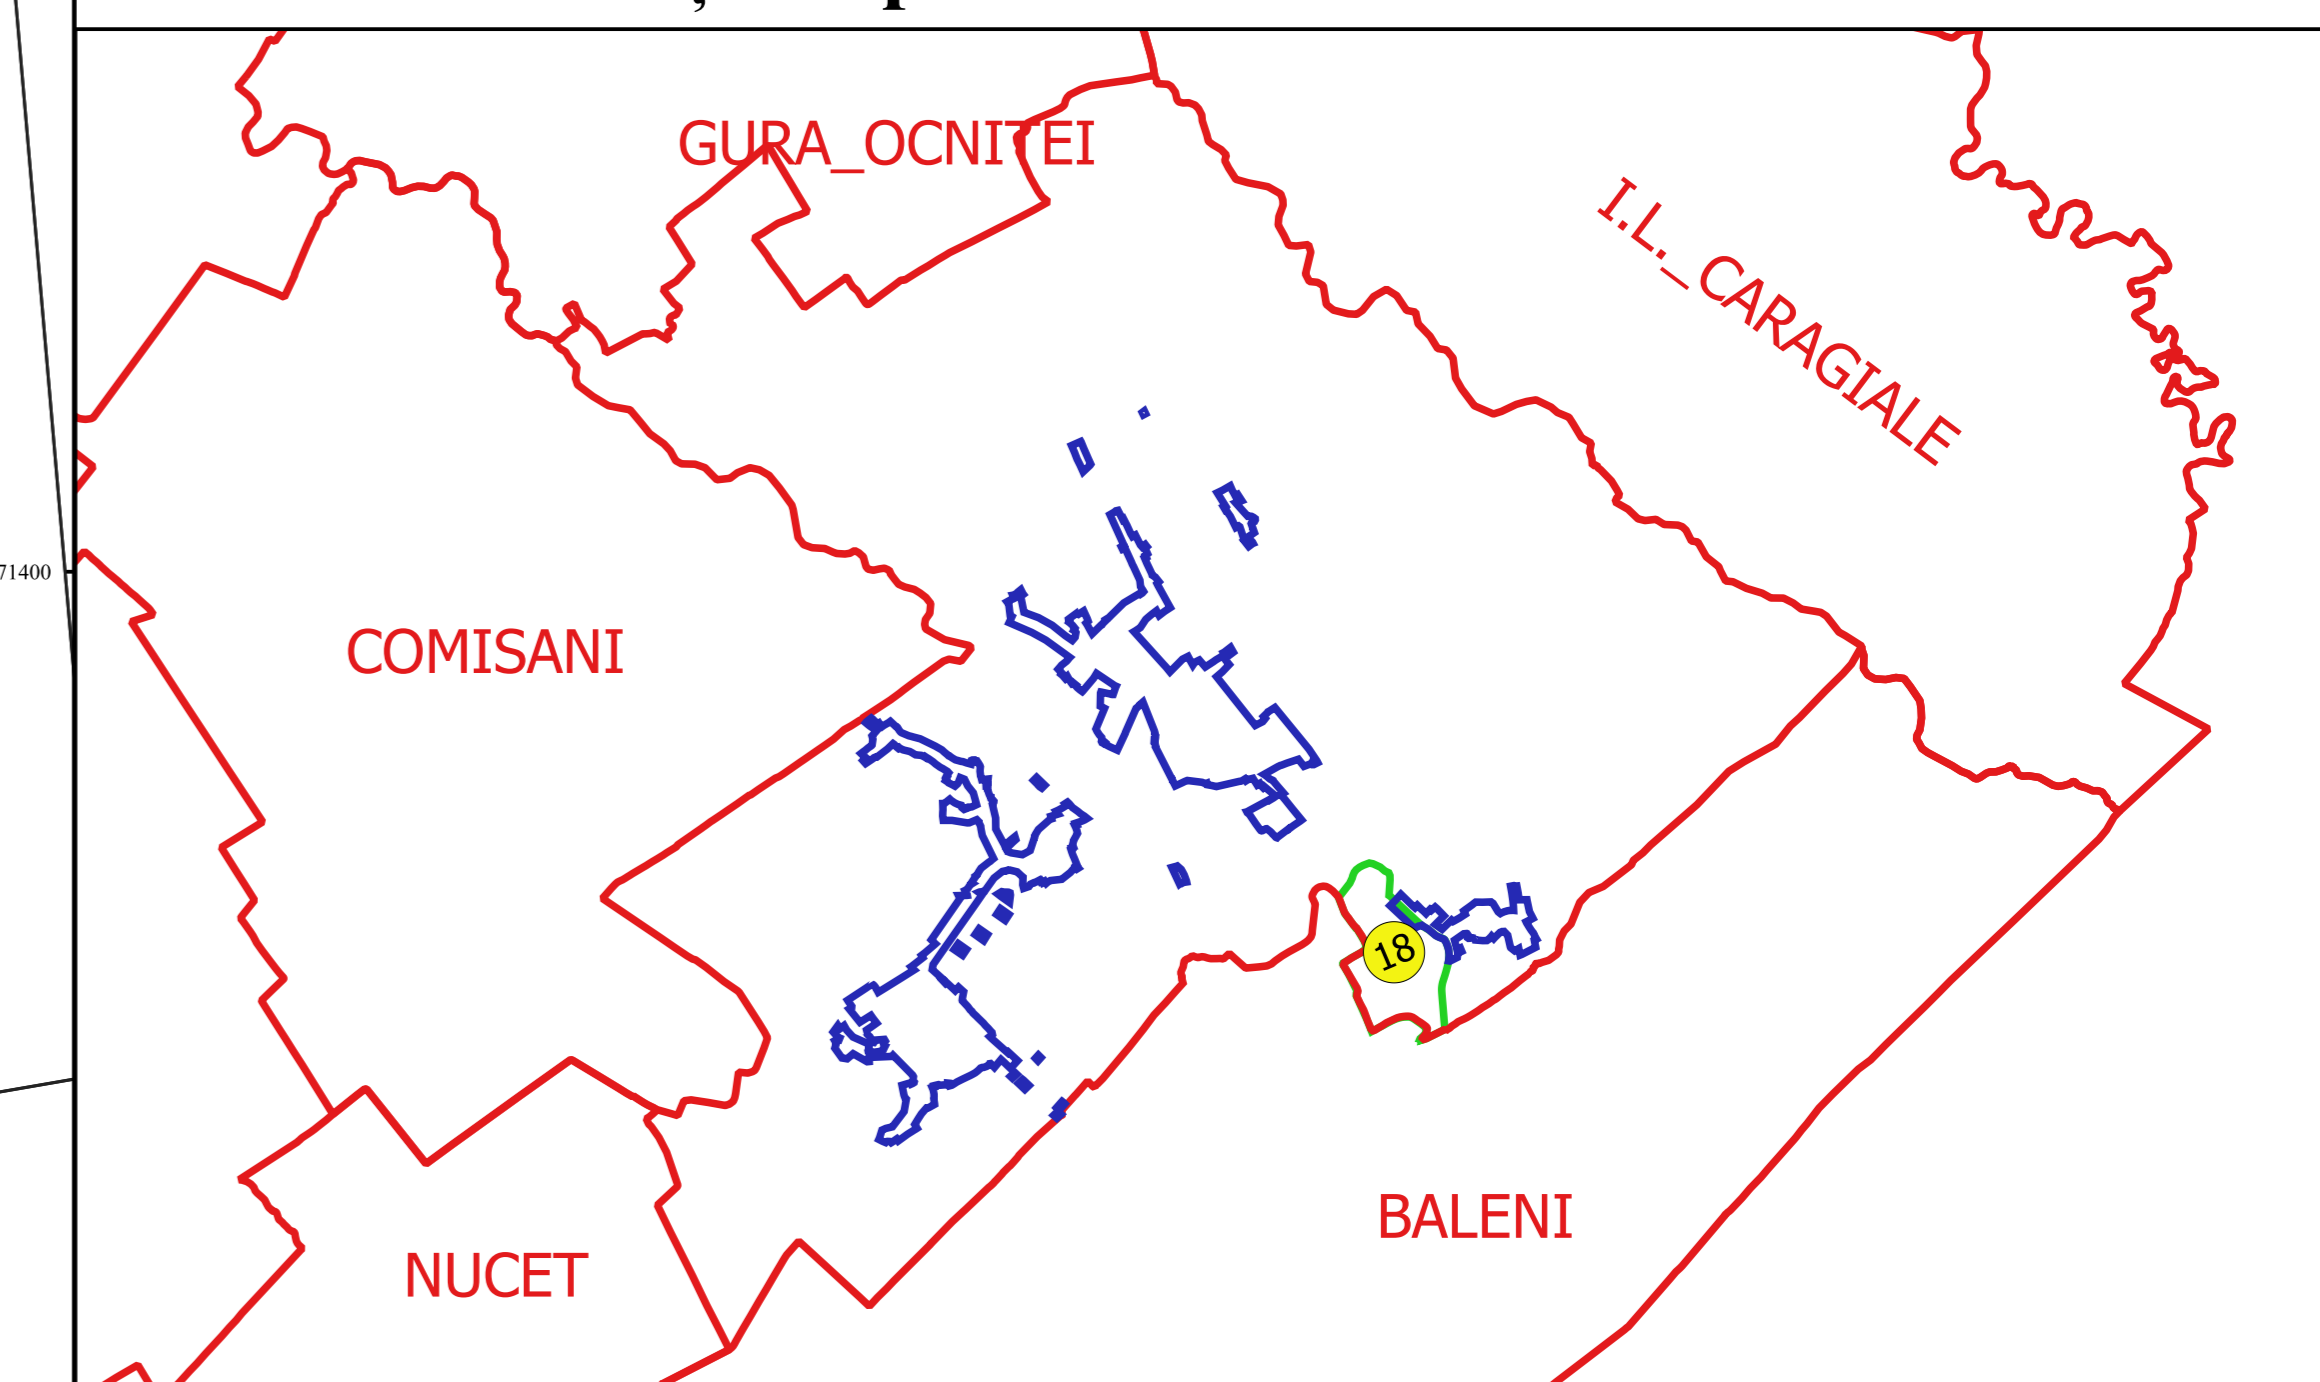 GURA_OCNITEI
I.L._CARAGIALE
71400
COMISANI
18
BALENI
NUCET